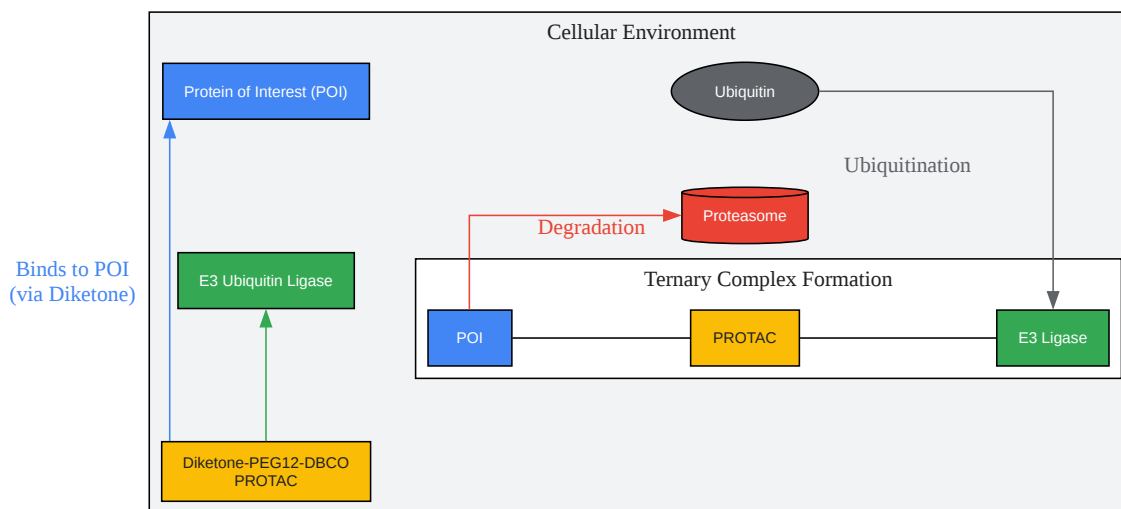 Cellular Environment
Protein of Interest (POI)
Ubiquitin
Ubiquitination
Proteasome
Degradation
Binds to POI
(via Diketone)
E3 Ubiquitin Ligase
Ternary Complex Formation
POI
PROTAC
E3 Ligase
Diketone-PEG12-DBCO
PROTAC